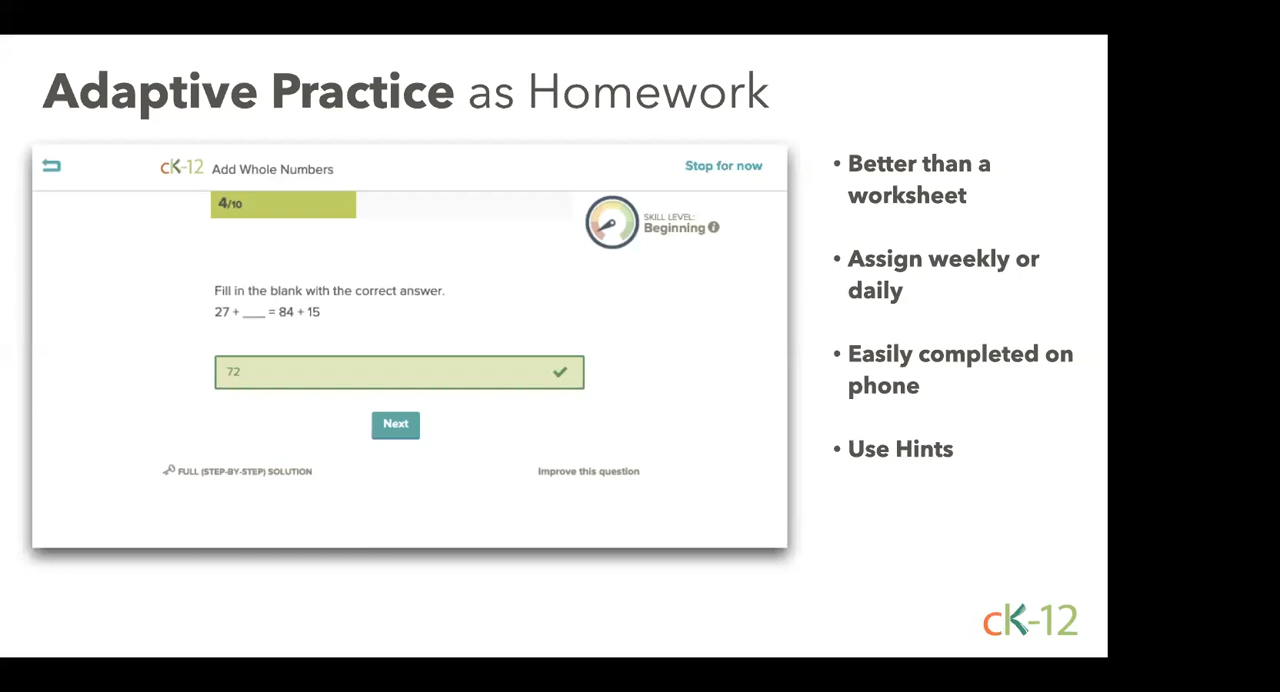 Adaptive Practice as Homework
cK-12 Add Whole Numbers
Stop for now
4/10
SKILL LEVEL:
Beginning
Fill in the blank with the correct answer.
27 + ___ = 84 + 15
72
Next
FULL (STEP-BY-STEP) SOLUTION
Improve this question
• Better than a
worksheet
• Assign weekly or
daily
• Easily completed on
phone
• Use Hints
cK-12